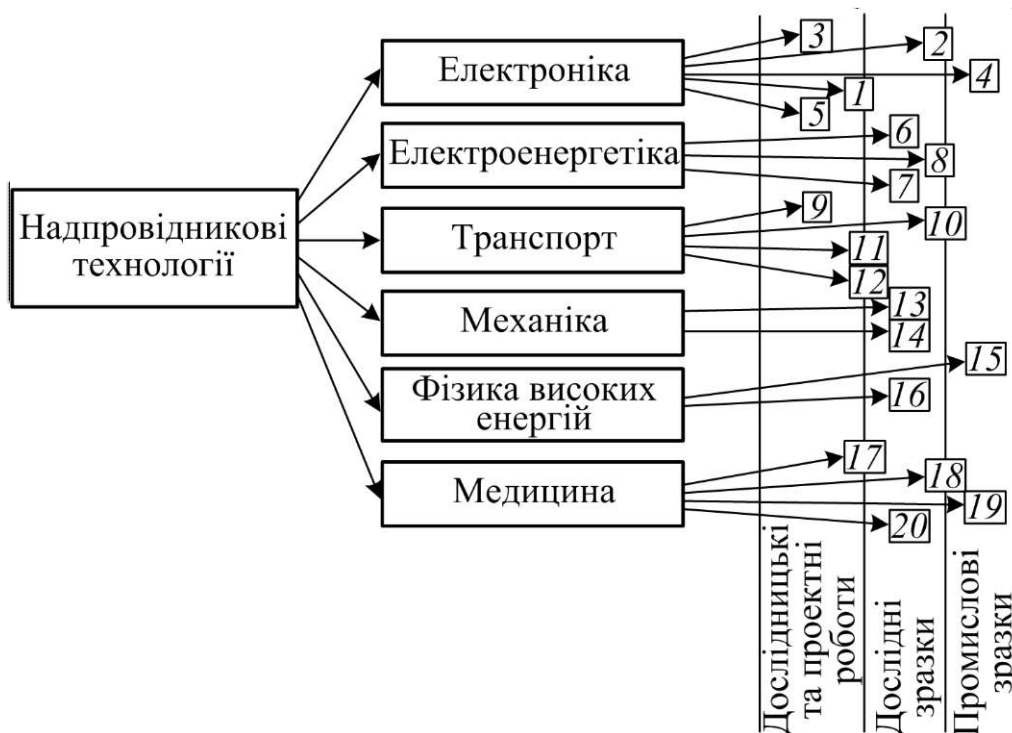 Надпровідникові
технології
Електроніка
3
2
4
1
5
Електроенергетіка
6
8
7
Транспорт
9
10
11
12
Механіка
13
14
Фізика високих
енергій
15
16
Медицина
17
18
19
20
Дослідницькі
та проектні
роботи
Дослідні
зразки
Промислові
зразки